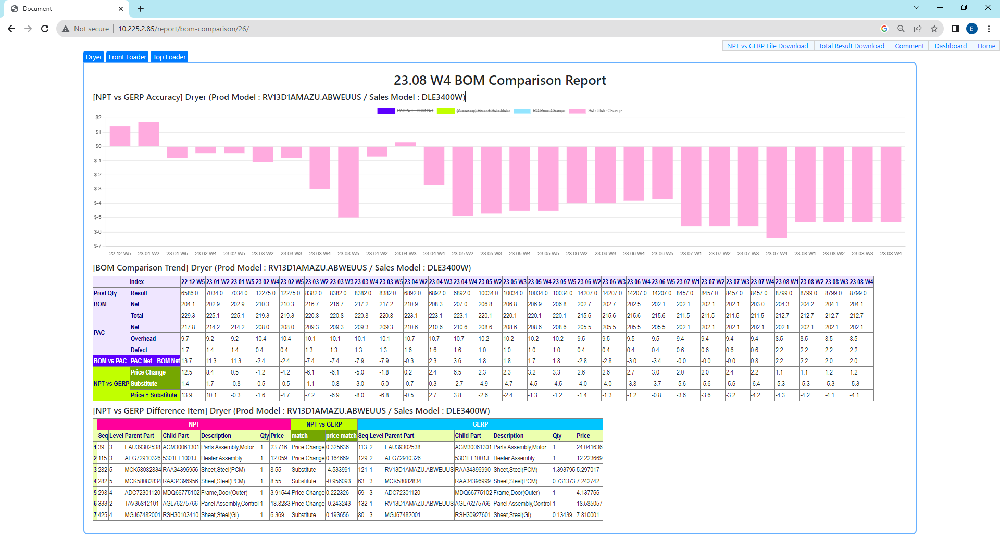 Document
Not secure 10.225.2.85/report/bom-comparison/26/
E
NPT vs GERP File Download Total Result Download Comment Dashboard Home
Dryer Front Loader Top Loader
23.08 W4 BOM Comparison Report
[NPT vs GERP Accuracy] Dryer (Prod Model : RV13D1AMAZU.ABWEUUS / Sales Model : DLE3400W)
PAC Net - BOM Net (Accuracy) Price + Substitute PO Price Change Substitute Change
$2
$1
$0
$-1
$-2
$-3
$-4
$-5
$-6
$-7
22.12 W5 23.01 W2 23.01 W5 23.02 W4 23.02 W5 23.03 W2 23.03 W3 23.03 W4 23.03 W5 23.04 W2 23.04 W3 23.04 W4 23.05 W2 23.05 W3 23.05 W4 23.05 W5 23.06 W2 23.06 W3 23.06 W4 23.06 W5 23.07 W1 23.07 W2 23.07 W3 23.07 W4 23.08 W1 23.08 W2 23.08 W3 23.08 W4
[BOM Comparison Trend] Dryer (Prod Model : RV13D1AMAZU.ABWEUUS / Sales Model : DLE3400W)
Index 22.12 W5 23.01 W2 23.01 W5 23.02 W4 23.02 W5 23.03 W2 23.03 W3 23.03 W4 23.03 W5 23.04 W2 23.04 W3 23.04 W4 23.05 W2 23.05 W3 23.05 W4 23.05 W5 23.06 W2 23.06 W3 23.06 W4 23.06 W5 23.07 W1 23.07 W2 23.07 W3 23.07 W4 23.08 W1 23.08 W2 23.08 W3 23.08 W4
Prod Qty Result 6586.0 7034.0 7034.0 12275.0 12275.0 8382.0 8382.0 8382.0 8382.0 6892.0 6892.0 6892.0 10034.0 10034.0 10034.0 10034.0 14207.0 14207.0 14207.0 14207.0 8457.0 8457.0 8457.0 8457.0 8799.0 8799.0 8799.0 8799.0
BOM Net 204.1 202.9 202.9 210.3 210.3 216.7 216.7 217.2 217.2 210.9 208.3 207.0 206.8 206.8 206.9 206.8 202.7 202.7 202.5 202.1 202.1 202.1 202.1 203.0 204.3 204.2 204.1 204.1
PAC Total 229.3 225.1 225.1 219.3 219.3 220.8 220.8 220.8 220.8 223.1 223.1 223.1 220.1 220.1 220.1 220.1 215.6 215.6 215.6 215.6 211.5 211.5 211.5 211.5 212.7 212.7 212.7 212.7
Net 217.8 214.2 214.2 208.0 208.0 209.3 209.3 209.3 209.3 210.6 210.6 210.6 208.6 208.6 208.6 208.6 205.5 205.5 205.5 205.5 202.1 202.1 202.1 202.1 202.1 202.1 202.1 202.1
Overhead 9.7 9.2 9.2 10.4 10.4 10.1 10.1 10.1 10.1 10.7 10.7 10.7 10.2 10.2 10.2 10.2 9.5 9.5 9.5 9.5 9.4 9.4 9.4 9.4 8.5 8.5 8.5 8.5
Defect 1.7 1.4 1.4 0.4 0.4 1.3 1.3 1.3 1.3 1.6 1.6 1.6 1.0 1.0 1.0 1.0 0.4 0.4 0.4 0.4 0.6 0.6 0.6 0.6 2.2 2.2 2.2 2.2
BOM vs PAC PAC Net - BOM Net 13.7 11.3 11.3 -2.4 -2.4 -7.4 -7.4 -7.9 -7.9 -0.3 2.3 3.6 1.8 1.8 1.7 1.8 -2.8 -2.8 -3.0 -3.4 -0.0 -0.0 -0.0 0.8 2.2 2.2 2.0 2.0
NPT vs GERP Price Change 12.5 8.4 0.5 -1.2 -4.2 -6.1 -6.1 -5.0 -1.8 0.2 2.4 6.5 2.3 2.3 3.2 3.3 2.6 2.6 2.7 3.0 2.0 2.0 2.4 2.2 1.1 1.1 1.2 1.2
Substitute 1.4 1.7 -0.8 -0.5 -0.5 -1.1 -0.8 -3.0 -5.0 -0.7 0.3 -2.7 -4.9 -4.7 -4.5 -4.5 -4.0 -4.0 -3.8 -3.7 -5.6 -5.6 -5.6 -6.4 -5.3 -5.3 -5.3 -5.3
Price + Substitute 13.9 10.1 -0.3 -1.6 -4.7 -7.2 -6.9 -8.0 -6.8 -0.5 2.7 3.8 -2.6 -2.4 -1.3 -1.2 -1.4 -1.3 -1.2 -0.8 -3.6 -3.6 -3.2 -4.2 -4.3 -4.2 -4.1 -4.1
[NPT vs GERP Difference Item] Dryer (Prod Model : RV13D1AMAZU.ABWEUUS / Sales Model : DLE3400W)
NPT NPT vs GERP GERP
Seq Level Parent Part Child Part Description Qty Price match price match Seq Level Parent Part Child Part Description Qty Price
1 39 3 EAU39302538 AGM30061301 Parts Assembly,Motor 1 23.716 Price Change 0.325636 113 2 EAU39302538 AGM30061301 Parts Assembly,Motor 1 24.041636
2 115 3 AEG72910326 5301EL1001J Heater Assembly 1 12.059 Price Change 0.164669 129 2 AEG72910326 5301EL1001J Heater Assembly 1 12.223669
3 282 5 MCK58082834 RAA34396956 Sheet,Steel(PCM) 1 8.55 Substitute -4.533991 121 1 RV13D1AMAZU.ABWEUUS RAA34396990 Sheet,Steel(PCM) 1.393795 5.297017
4 282 5 MCK58082834 RAA34396956 Sheet,Steel(PCM) 1 8.55 Substitute -0.956093 63 3 MCK58082834 RAA34396999 Sheet,Steel(PCM) 0.731373 7.242742
5 298 4 ADC72301120 MDQ66775102 Frame,Door(Outer) 1 3.91544 Price Change 0.222326 59 3 ADC72301120 MDQ66775102 Frame,Door(Outer) 1 4.137766
6 333 2 TAV35812101 AGL76275766 Panel Assembly,Control 1 18.8283 Price Change -0.243243 132 1 RV13D1AMAZU.ABWEUUS AGL76275766 Panel Assembly,Control 1 18.585057
7 425 4 MGJ67482001 RSH30103410 Sheet,Steel(GI) 1 6.369 Substitute 0.193656 80 3 MGJ67482001 RSH30927601 Sheet,Steel(GI) 0.13439 7.810001